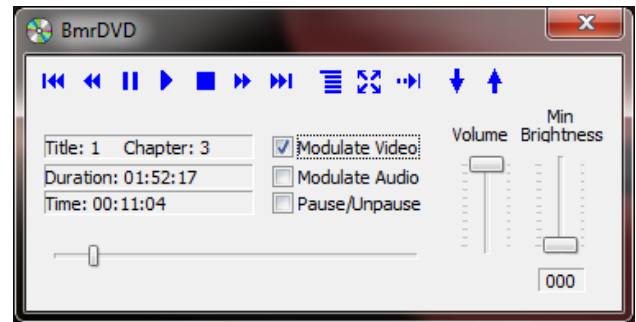 BmrDVD
Title: 1 Chapter: 3
Duration: 01:52:17
Time: 00:11:04
Modulate Video
Modulate Audio
Pause/Unpause
Volume
Min
Brightness
000